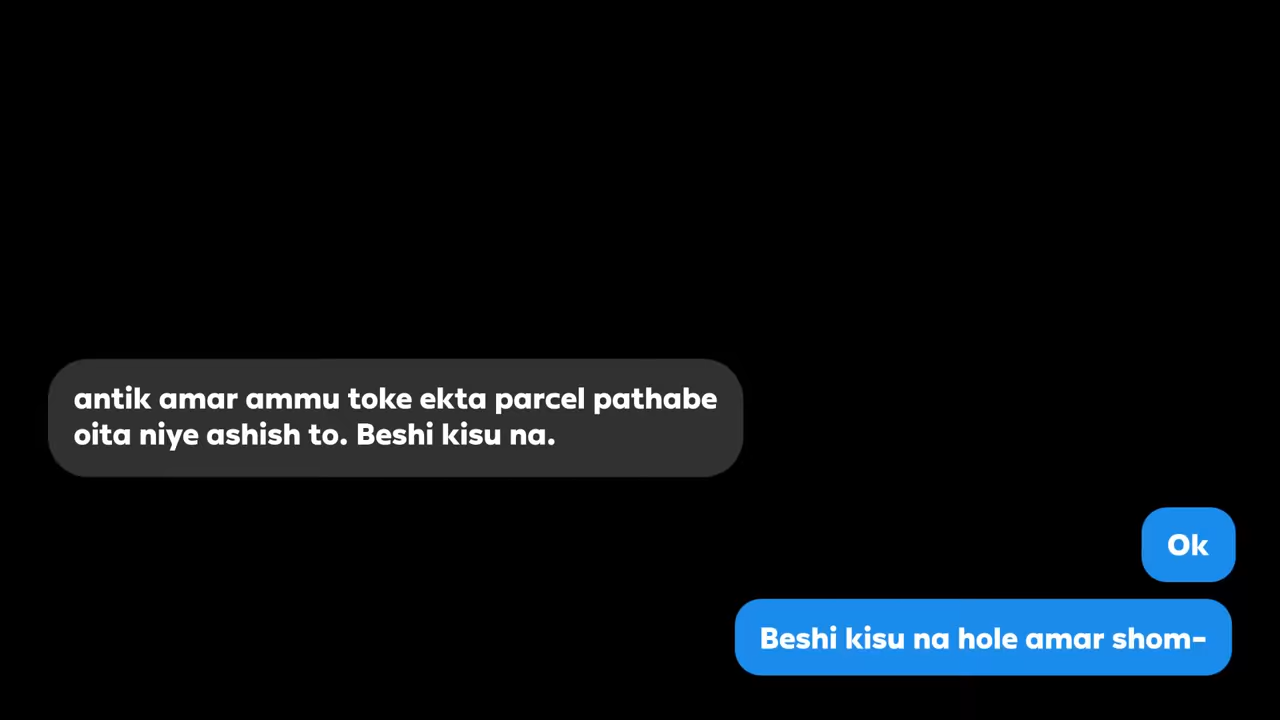 antik amar ammu toke ekta parcel pathabe
oita niye ashish to. Beshi kisu na.
Ok
Beshi kisu na hole amar shom-